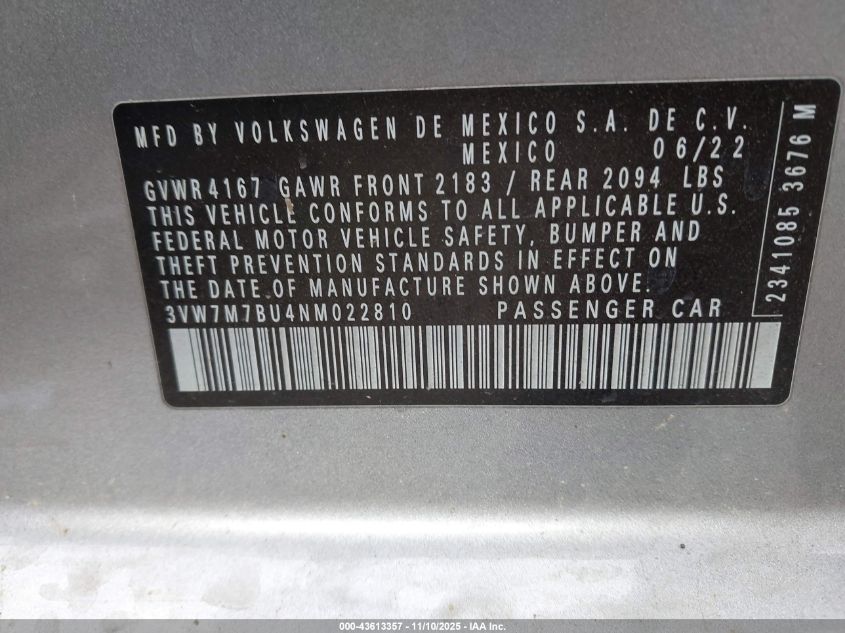 MFD BY VOLKSWAGEN DE MEXICO S.A. DE C.V.
MEXICO 06/22
GVWR 4167 GAWR FRONT 2183 / REAR 2094 LBS
THIS VEHICLE CONFORMS TO ALL APPLICABLE U.S.
FEDERAL MOTOR VEHICLE SAFETY, BUMPER AND
THEFT PREVENTION STANDARDS IN EFFECT ON
THE DATE OF MANUFACTURE SHOWN ABOVE.
3VW7M7BU4NM022810 PASSENGER CAR
2341085 3676 M
000-43613357 - 11/10/2025 - IAA Inc.